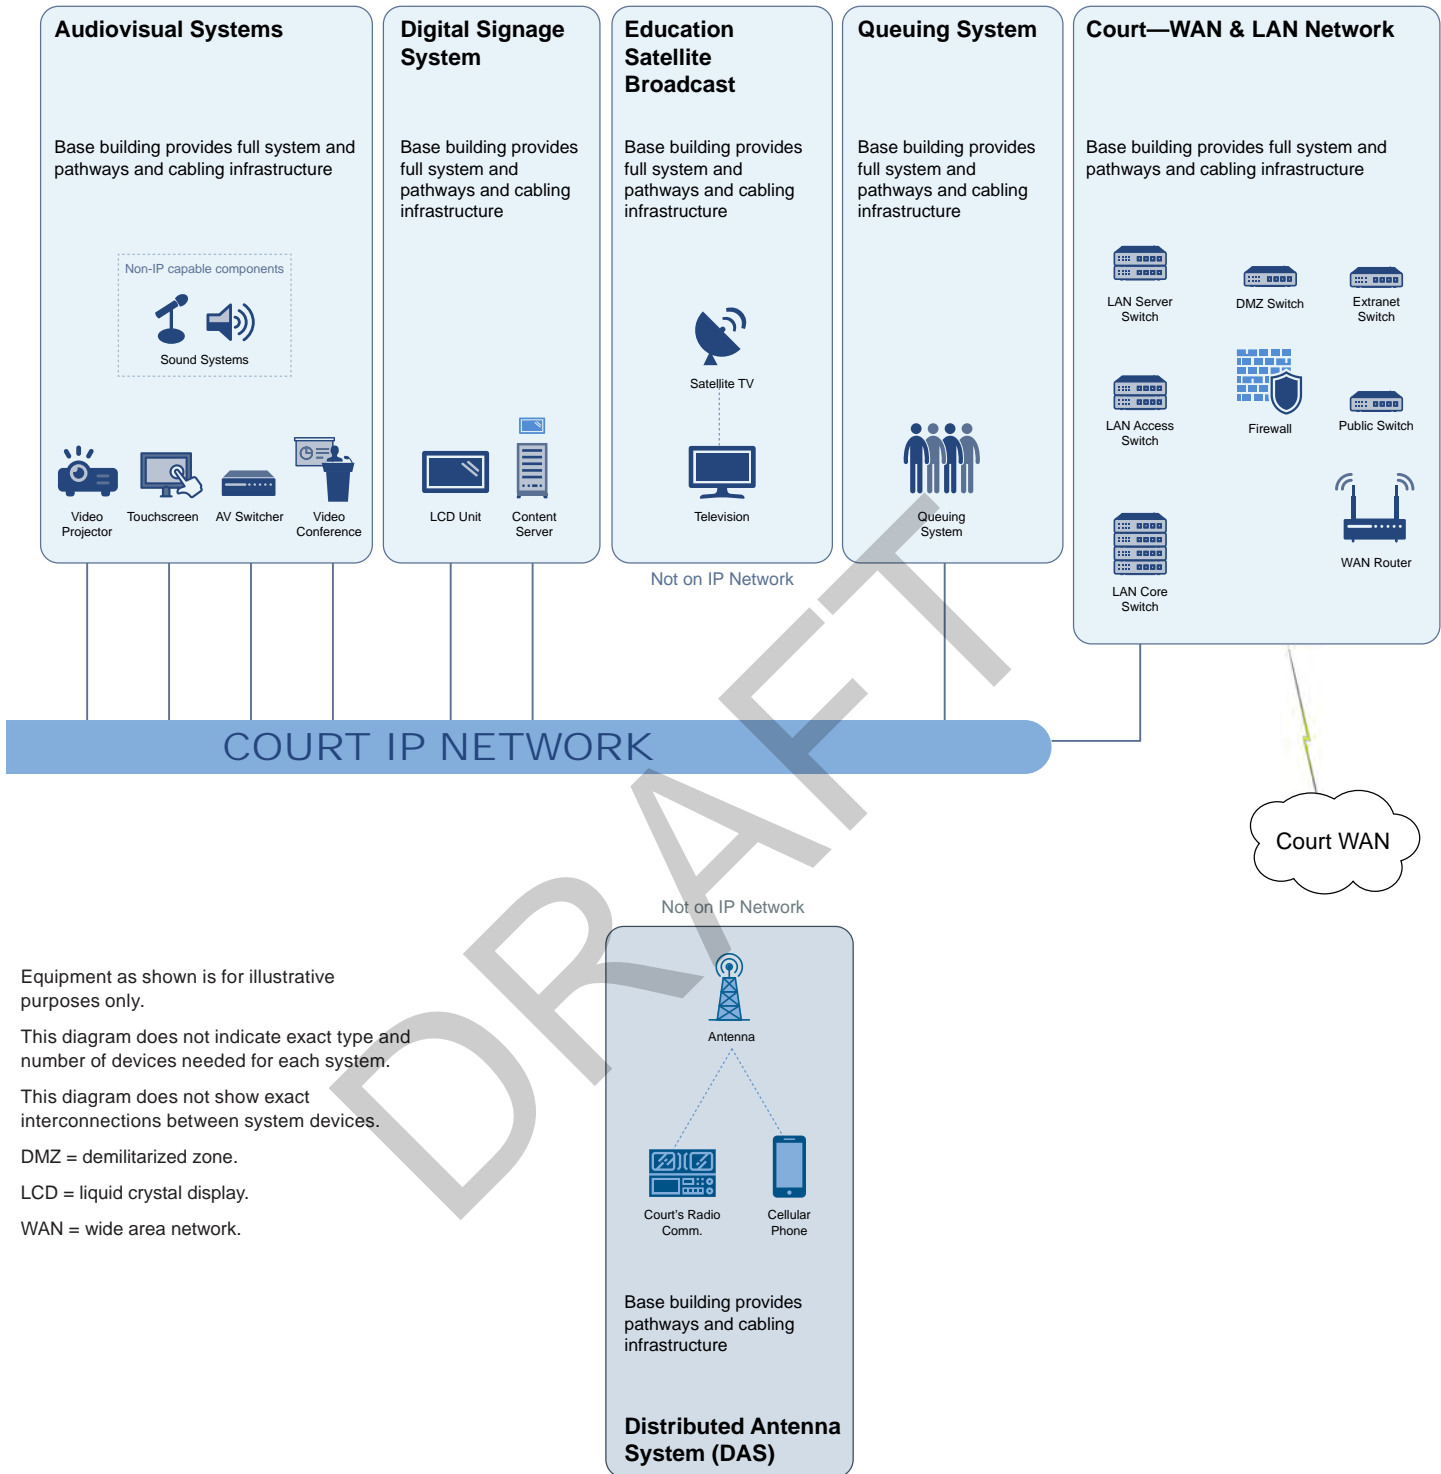 Audiovisual Systems
Base building provides full system and
pathways and cabling infrastructure
Non-IP capable components
Sound Systems
Video
Projector
Touchscreen
AV Switcher
Video
Conference
Digital Signage
System
Base building provides
full system and
pathways and cabling
infrastructure
LCD Unit
Content
Server
Education
Satellite
Broadcast
Base building provides
full system and
pathways and cabling
infrastructure
Satellite TV
Television
Not on IP Network
Queuing System
Base building provides
full system and
pathways and cabling
infrastructure
Queuing
System
Court—WAN & LAN Network
Base building provides full system and
pathways and cabling infrastructure
LAN Server
Switch
DMZ Switch
Extranet
Switch
LAN Access
Switch
Firewall
Public Switch
LAN Core
Switch
WAN Router
COURT IP NETWORK
Court WAN
DRAFT
Not on IP Network
Antenna
Court's Radio
Comm.
Cellular
Phone
Base building provides
pathways and cabling
infrastructure
Distributed Antenna
System (DAS)
Equipment as shown is for illustrative
purposes only.
This diagram does not indicate exact type and
number of devices needed for each system.
This diagram does not show exact
interconnections between system devices.
DMZ = demilitarized zone.
LCD = liquid crystal display.
WAN = wide area network.